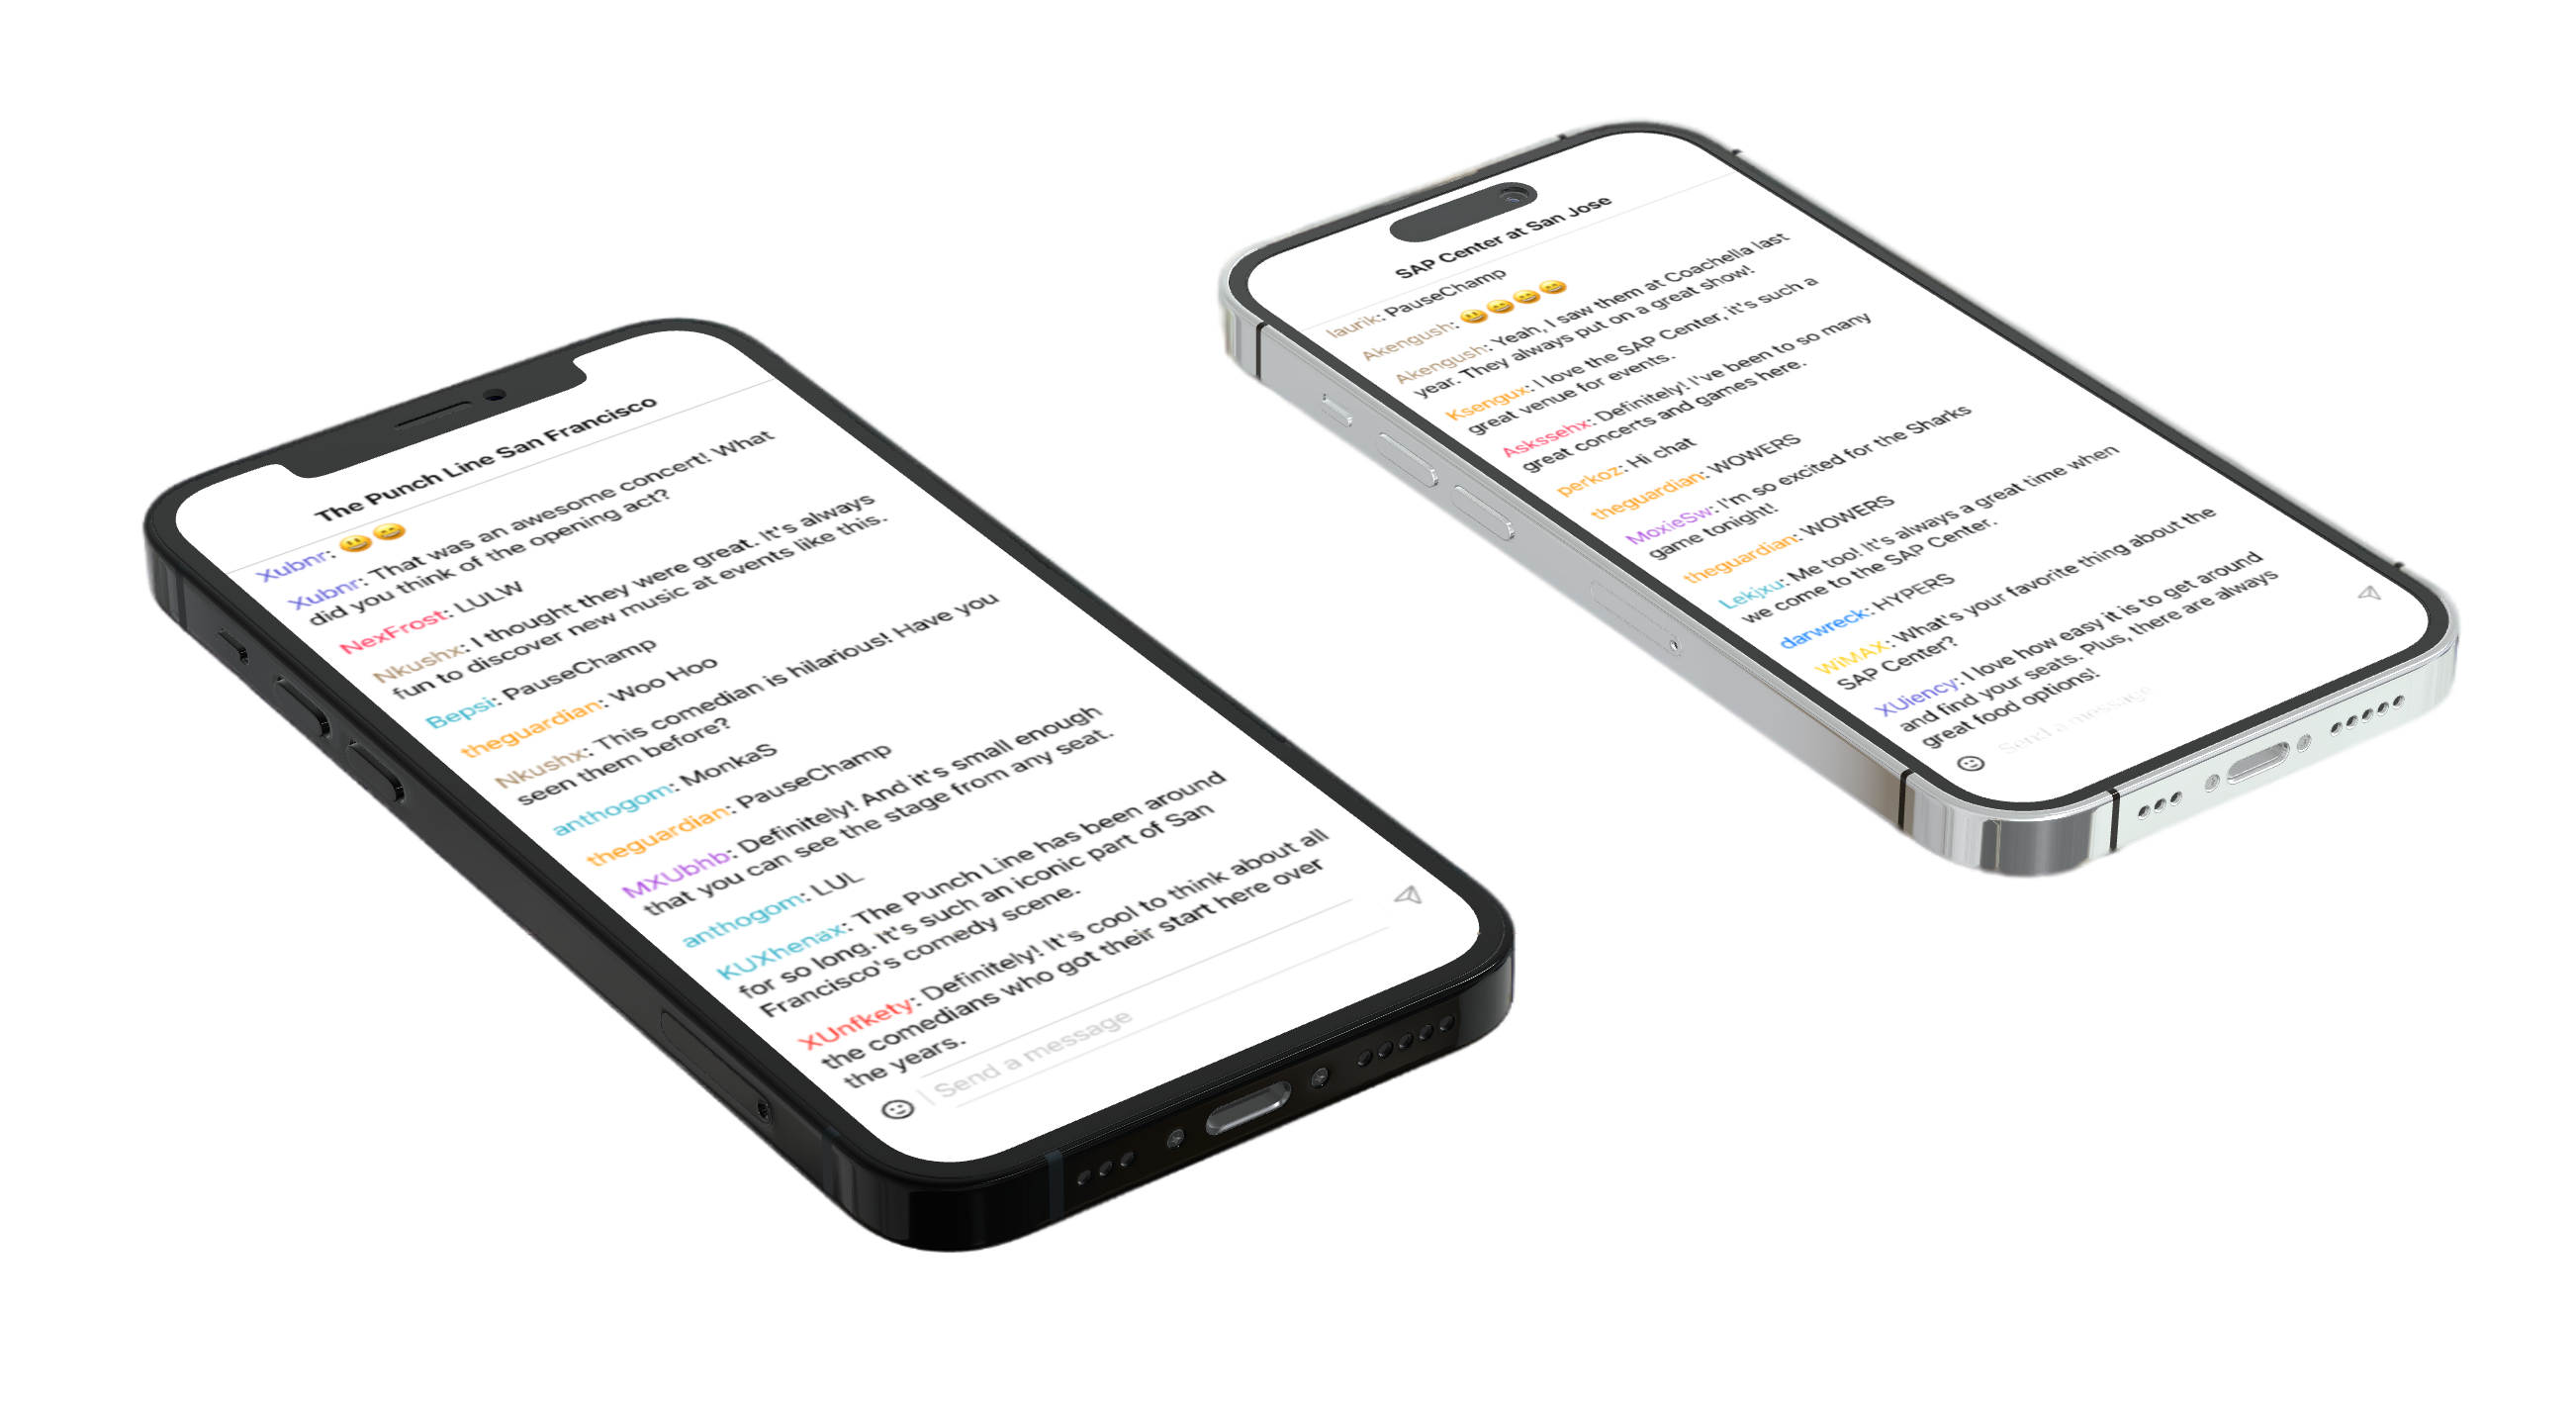 The Punch Line San Francisco
Xubnr: 😃😄
Xubnr: That was an awesome concert! What
did you think of the opening act?
NexFrost: LULW
Nkushx: I thought they were great. It's always
fun to discover new music at events like this.
Bepsi: PauseChamp
theguardian: Woo Hoo
Nkushx: This comedian is hilarious! Have you
seen them before?
anthogom: MonkaS
theguardian: PauseChamp
MXUbhb: Definitely! And it's small enough
that you can see the stage from any seat.
anthogom: LUL
KUXhenax: The Punch Line has been around
for so long. It's such an iconic part of San
Francisco's comedy scene.
XUnfkety: Definitely! It's cool to think about all
the comedians who got their start here over
the years.
Send a message
SAP Center at San Jose
laurik: PauseChamp
Akengush: 😃😄😄😄
Akengush: Yeah, I saw them at Coachella last
year. They always put on a great show!
Ksengux: I love the SAP Center, it's such a
great venue for events.
Askssehx: Definitely! I've been to so many
great concerts and games here.
perkoz: Hi chat
theguardian: WOWERS
MoxieSw: I'm so excited for the Sharks
game tonight!
theguardian: WOWERS
Lekjxu: Me too! It's always a great time when
we come to the SAP Center.
darwreck: HYPERS
WiMAX: What's your favorite thing about the
SAP Center?
XUiency: I love how easy it is to get around
and find your seats. Plus, there are always
great food options!
Send a message